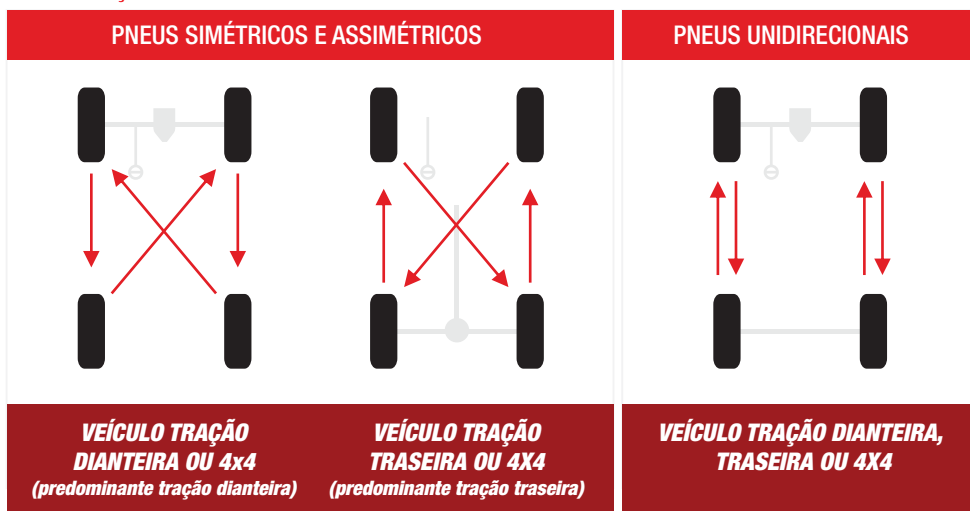 PNEUS SIMÉTRICOS E ASSIMÉTRICOS
PNEUS UNIDIRECIONAIS
VEÍCULO TRAÇÃO
DIANTEIRA OU 4x4
(predominante tração dianteira)
VEÍCULO TRAÇÃO
TRASEIRA OU 4X4
(predominante tração traseira)
VEÍCULO TRAÇÃO DIANTEIRA,
TRASEIRA OU 4X4